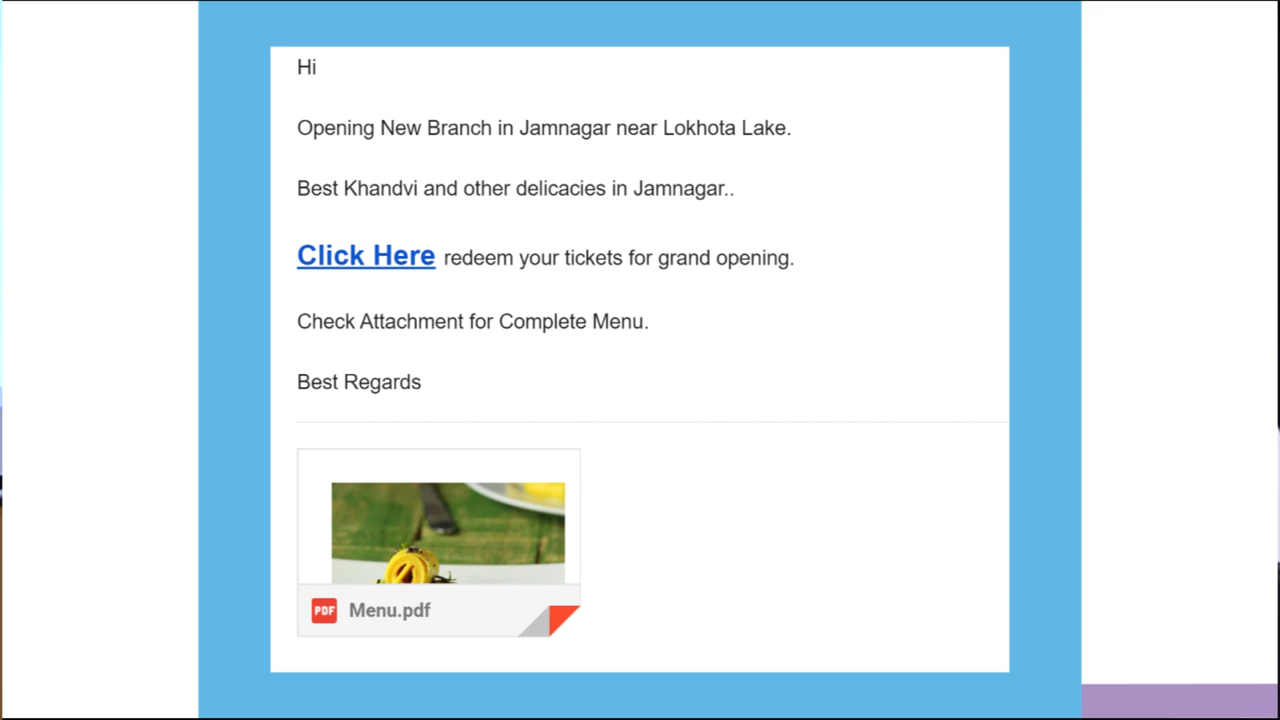 Hi
Opening New Branch in Jamnagar near Lokhota Lake.
Best Khandvi and other delicacies in Jamnagar..
Click Here redeem your tickets for grand opening.
Check Attachment for Complete Menu.
Best Regards
PDF Menu.pdf